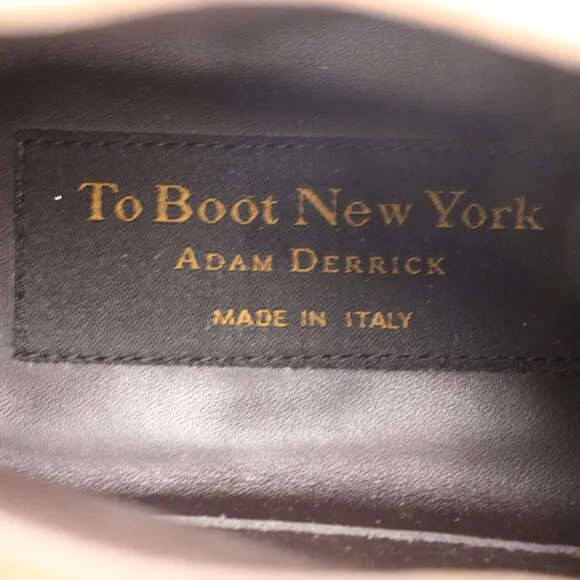 To Boot New York
Adam Derrick
MADE IN ITALY